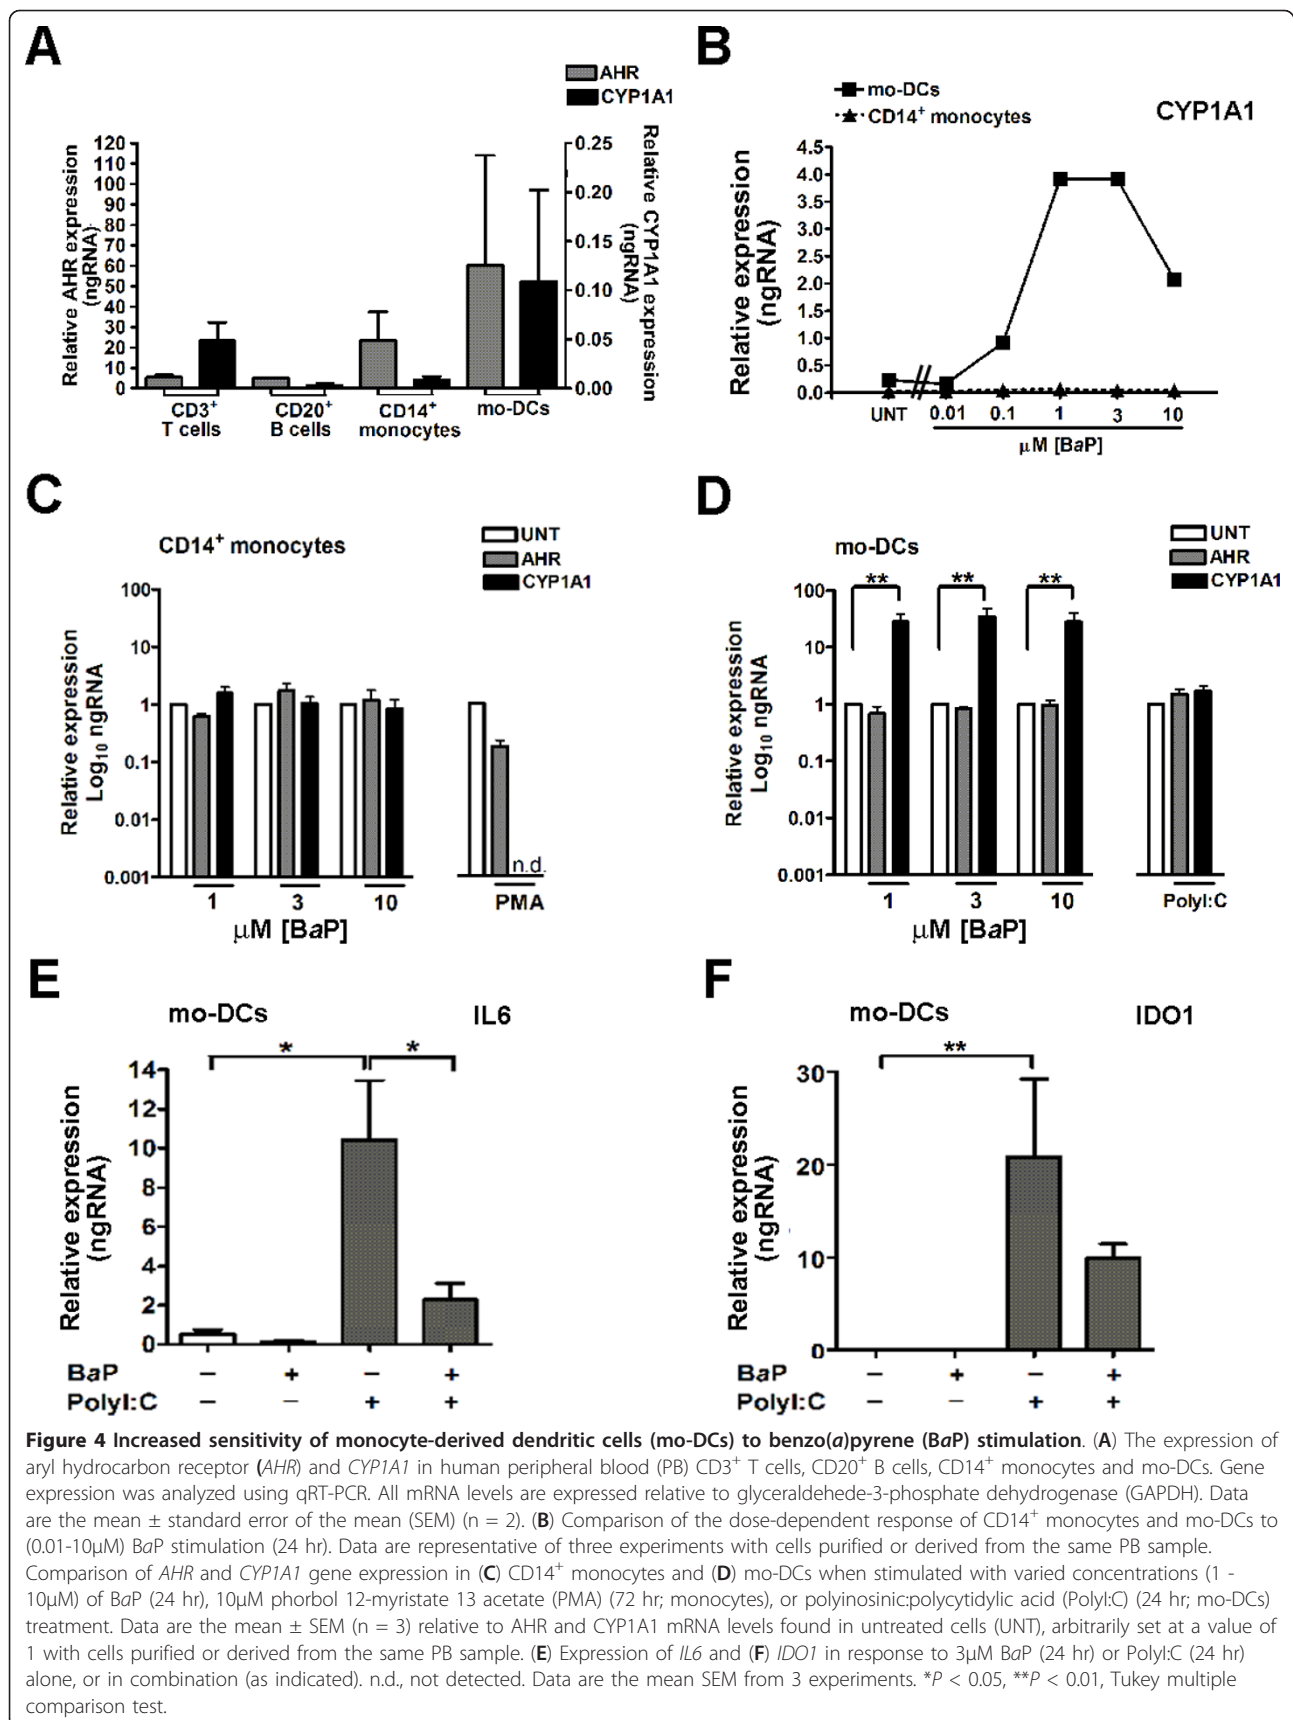 A
AHR
CYP1A1
Relative AHR expression
(ngRNA)
120
110
100
90
80
70
60
50
40
30
20
10
0
0.25
0.20
0.15
0.10
0.05
0.00
Relative CYP1A1 expression
(ngRNA)
CD3+ CD20+ CD14+ mo-DCs
T cells B cells monocytes
B
mo-DCs
CD14+ monocytes
CYP1A1
Relative expression
(ngRNA)
4.5
4.0
3.5
3.0
2.5
2.0
1.0
0.5
0.0
UNT 0.01 0.1 1 3 10
μM [BaP]
C
CD14+ monocytes
UNT
AHR
CYP1A1
Relative expression
Log10 ngRNA
100
10
1
0.1
0.01
0.001
n.d.
1 3 10 PMA
μM [BaP]
D
mo-DCs
UNT
AHR
CYP1A1
** ** **
Relative expression
Log10 ngRNA
100
10
1
0.1
0.01
0.001
1 3 10 PolyI:C
μM [BaP]
E
mo-DCs IL6
* *
Relative expression
(ngRNA)
14
12
10
8
6
4
2
0
BaP – + – +
PolyI:C – – + +
F
mo-DCs IDO1
**
Relative expression
(ngRNA)
30
20
10
0
BaP – + – +
PolyI:C – – + +
Figure 4 Increased sensitivity of monocyte-derived dendritic cells (mo-DCs) to benzo(a)pyrene (BaP) stimulation. (A) The expression of
aryl hydrocarbon receptor (AHR) and CYP1A1 in human peripheral blood (PB) CD3+ T cells, CD20+ B cells, CD14+ monocytes and mo-DCs. Gene
expression was analyzed using qRT-PCR. All mRNA levels are expressed relative to glyceraldehede-3-phosphate dehydrogenase (GAPDH). Data
are the mean ± standard error of the mean (SEM) (n = 2). (B) Comparison of the dose-dependent response of CD14+ monocytes and mo-DCs to
(0.01-10μM) BaP stimulation (24 hr). Data are representative of three experiments with cells purified or derived from the same PB sample.
Comparison of AHR and CYP1A1 gene expression in (C) CD14+ monocytes and (D) mo-DCs when stimulated with varied concentrations (1 -
10μM) of BaP (24 hr), 10μM phorbol 12-myristate 13 acetate (PMA) (72 hr; monocytes), or polyinosinic:polycytidylic acid (PolyI:C) (24 hr; mo-DCs)
treatment. Data are the mean ± SEM (n = 3) relative to AHR and CYP1A1 mRNA levels found in untreated cells (UNT), arbitrarily set at a value of
1 with cells purified or derived from the same PB sample. (E) Expression of IL6 and (F) IDO1 in response to 3μM BaP (24 hr) or PolyI:C (24 hr)
alone, or in combination (as indicated). n.d., not detected. Data are the mean SEM from 3 experiments. *P < 0.05, **P < 0.01, Tukey multiple
comparison test.